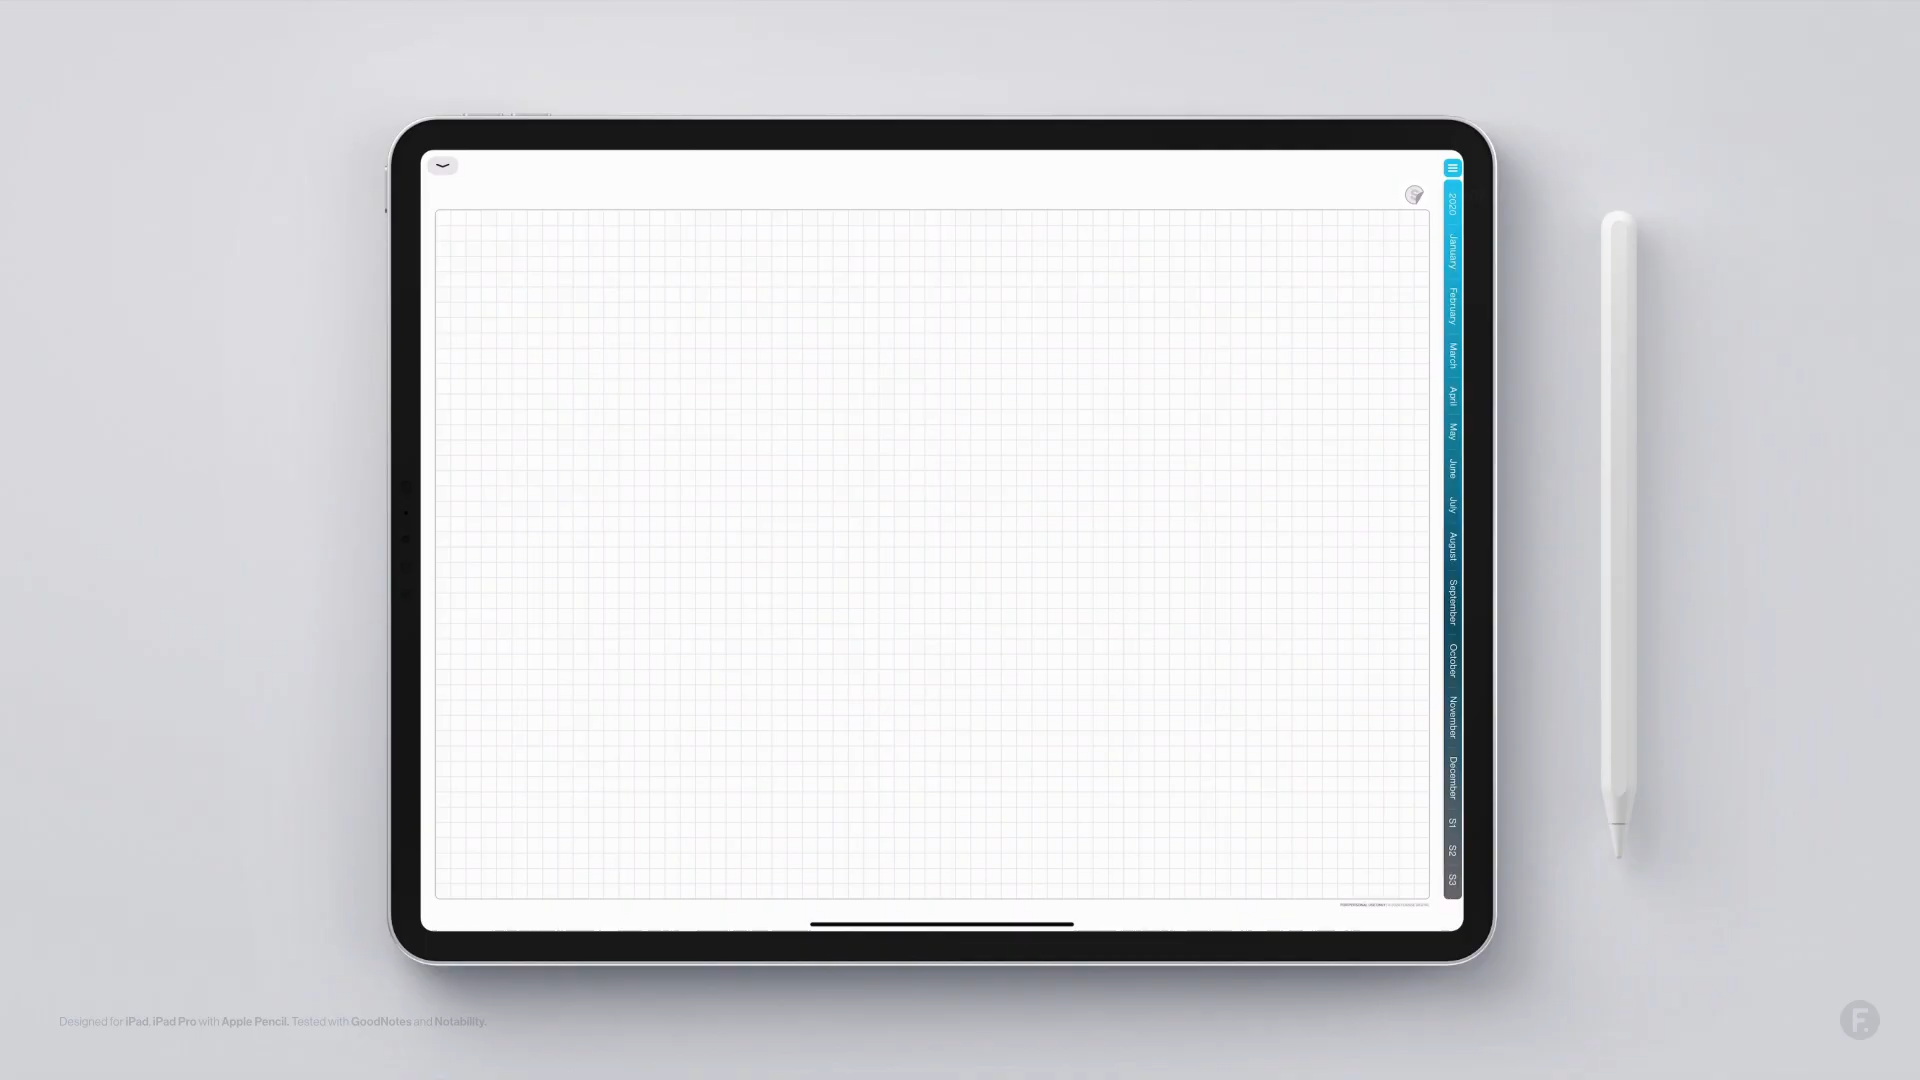 2020
January
February
March
April
May
June
July
August
September
October
November
December
S1
S2
S3
Designed for iPad, iPad Pro with Apple Pencil. Tested with GoodNotes and Notability.
F.